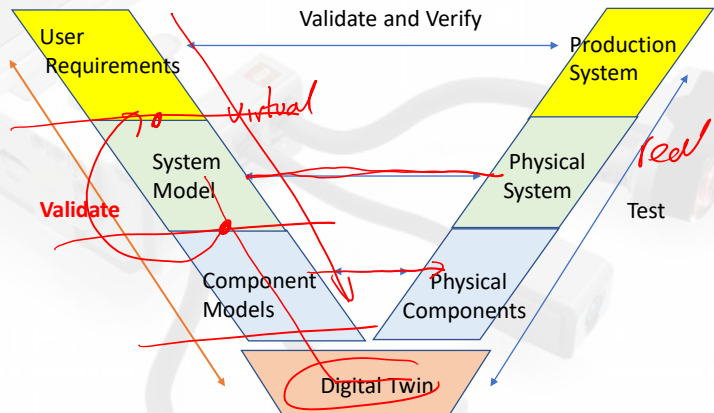 Validate and Verify
User
Requirements
Production
System
virtual
System
Model
Physical
System
real
Validate
Test
Component
Models
Physical
Components
Digital Twin